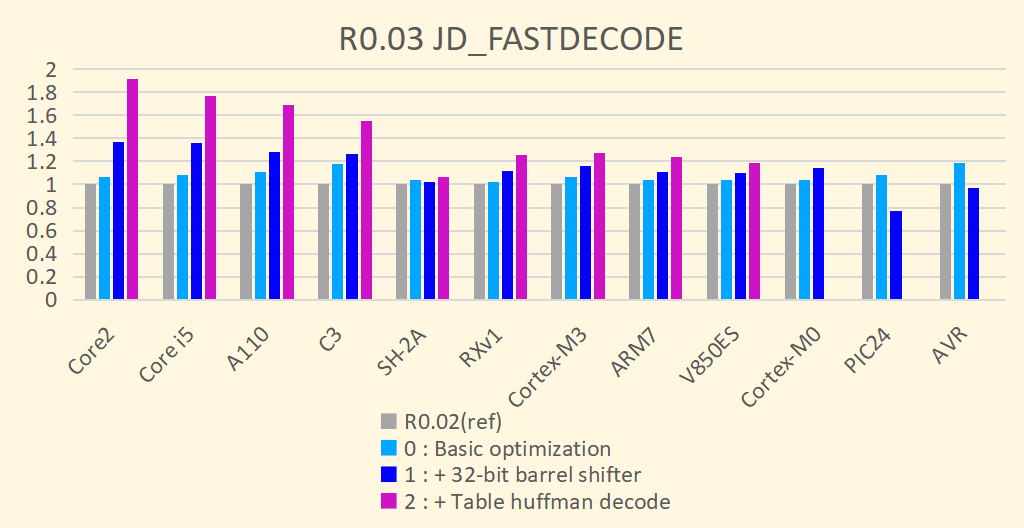 R0.03 JD_FASTDECODE
2
1.8
1.6
1.4
1.2
1
0.8
0.6
0.4
0.2
0
Core2
Core i5
A110
C3
SH-2A
RXv1
Cortex-M3
ARM7
V850ES
Cortex-M0
PIC24
AVR
R0.02(ref)
0 : Basic optimization
1 : + 32-bit barrel shifter
2 : + Table huffman decode